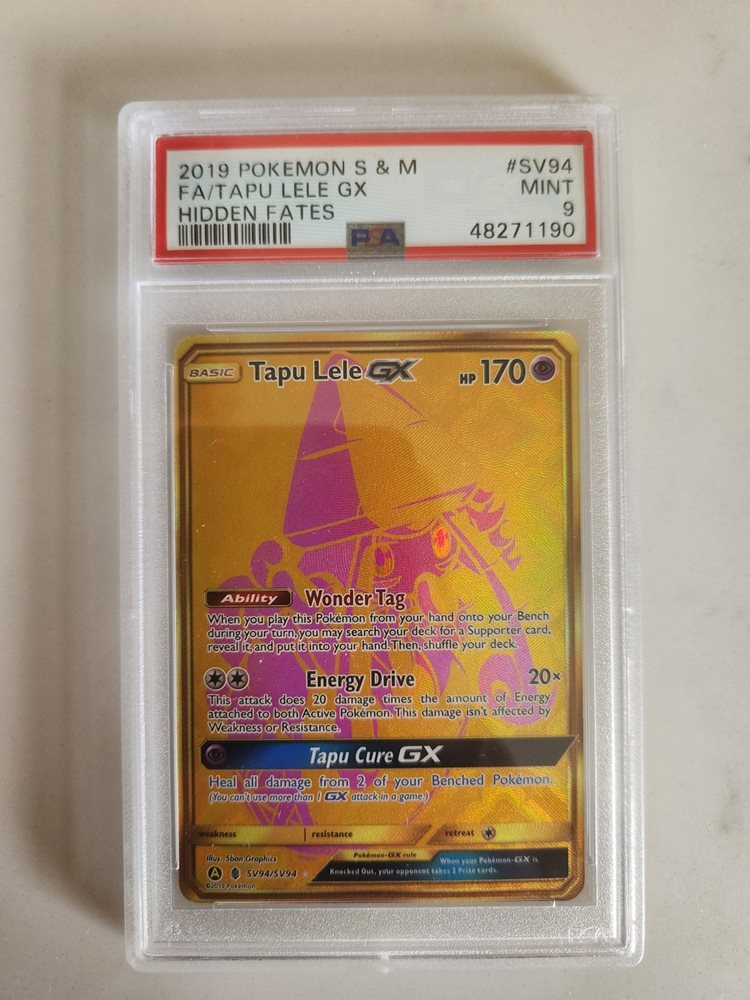 2019 POKEMON S & M #SV94
FA/TAPU LELE GX MINT
HIDDEN FATES 9
PSA 48271190
BASIC Tapu Lele GX HP 170
Ability Wonder Tag
When you play this Pokémon from your hand onto your Bench
during your turn, you may search your deck for a Supporter card,
reveal it, and put it into your hand. Then, shuffle your deck.
Energy Drive 20×
This attack does 20 damage times the amount of Energy
attached to both Active Pokémon. This damage isn't affected by
Weakness or Resistance.
Tapu Cure GX
Heal all damage from 2 of your Benched Pokémon.
(You can't use more than 1 GX attack in a game.)
weakness resistance retreat
Illus. 5ban Graphics Pokémon-GX rule When your Pokémon-GX is
A SV94/SV94 Knocked Out, your opponent takes 2 Prize cards.
©2019 Pokémon
PSA